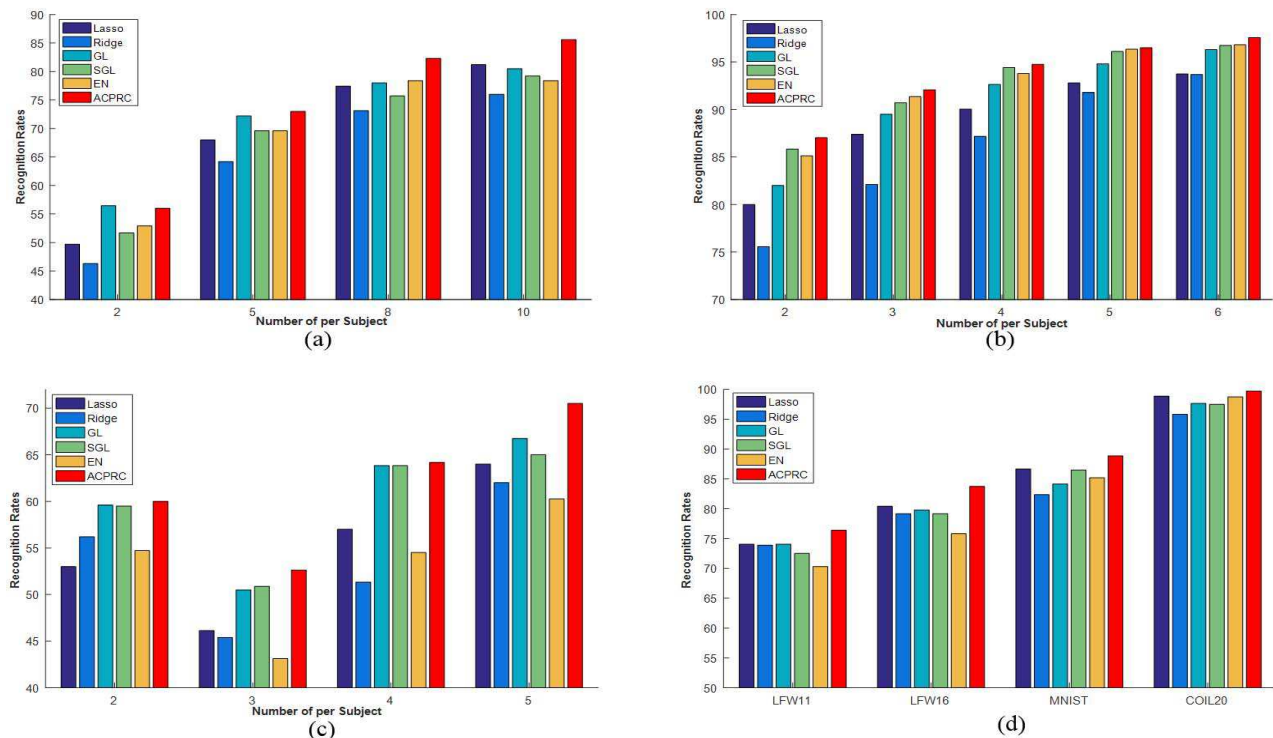 90
85
80
75
70
65
60
55
50
45
40
Recognition Rates
Lasso
Ridge
GL
SGL
EN
ACPRC
2 5 8 10
Number of per Subject
(a)
100
95
90
85
80
75
70
Recognition Rates
Lasso
Ridge
GL
SGL
EN
ACPRC
2 3 4 5 6
Number of per Subject
(b)
70
65
60
55
50
45
40
Recognition Rates
Lasso
Ridge
GL
SGL
EN
ACPRC
2 3 4 5
Number of per Subject
(c)
100
95
90
85
80
75
70
65
60
55
50
Recognition Rates
Lasso
Ridge
GL
SGL
EN
ACPRC
LFW11 LFW16 MNIST COIL20
(d)